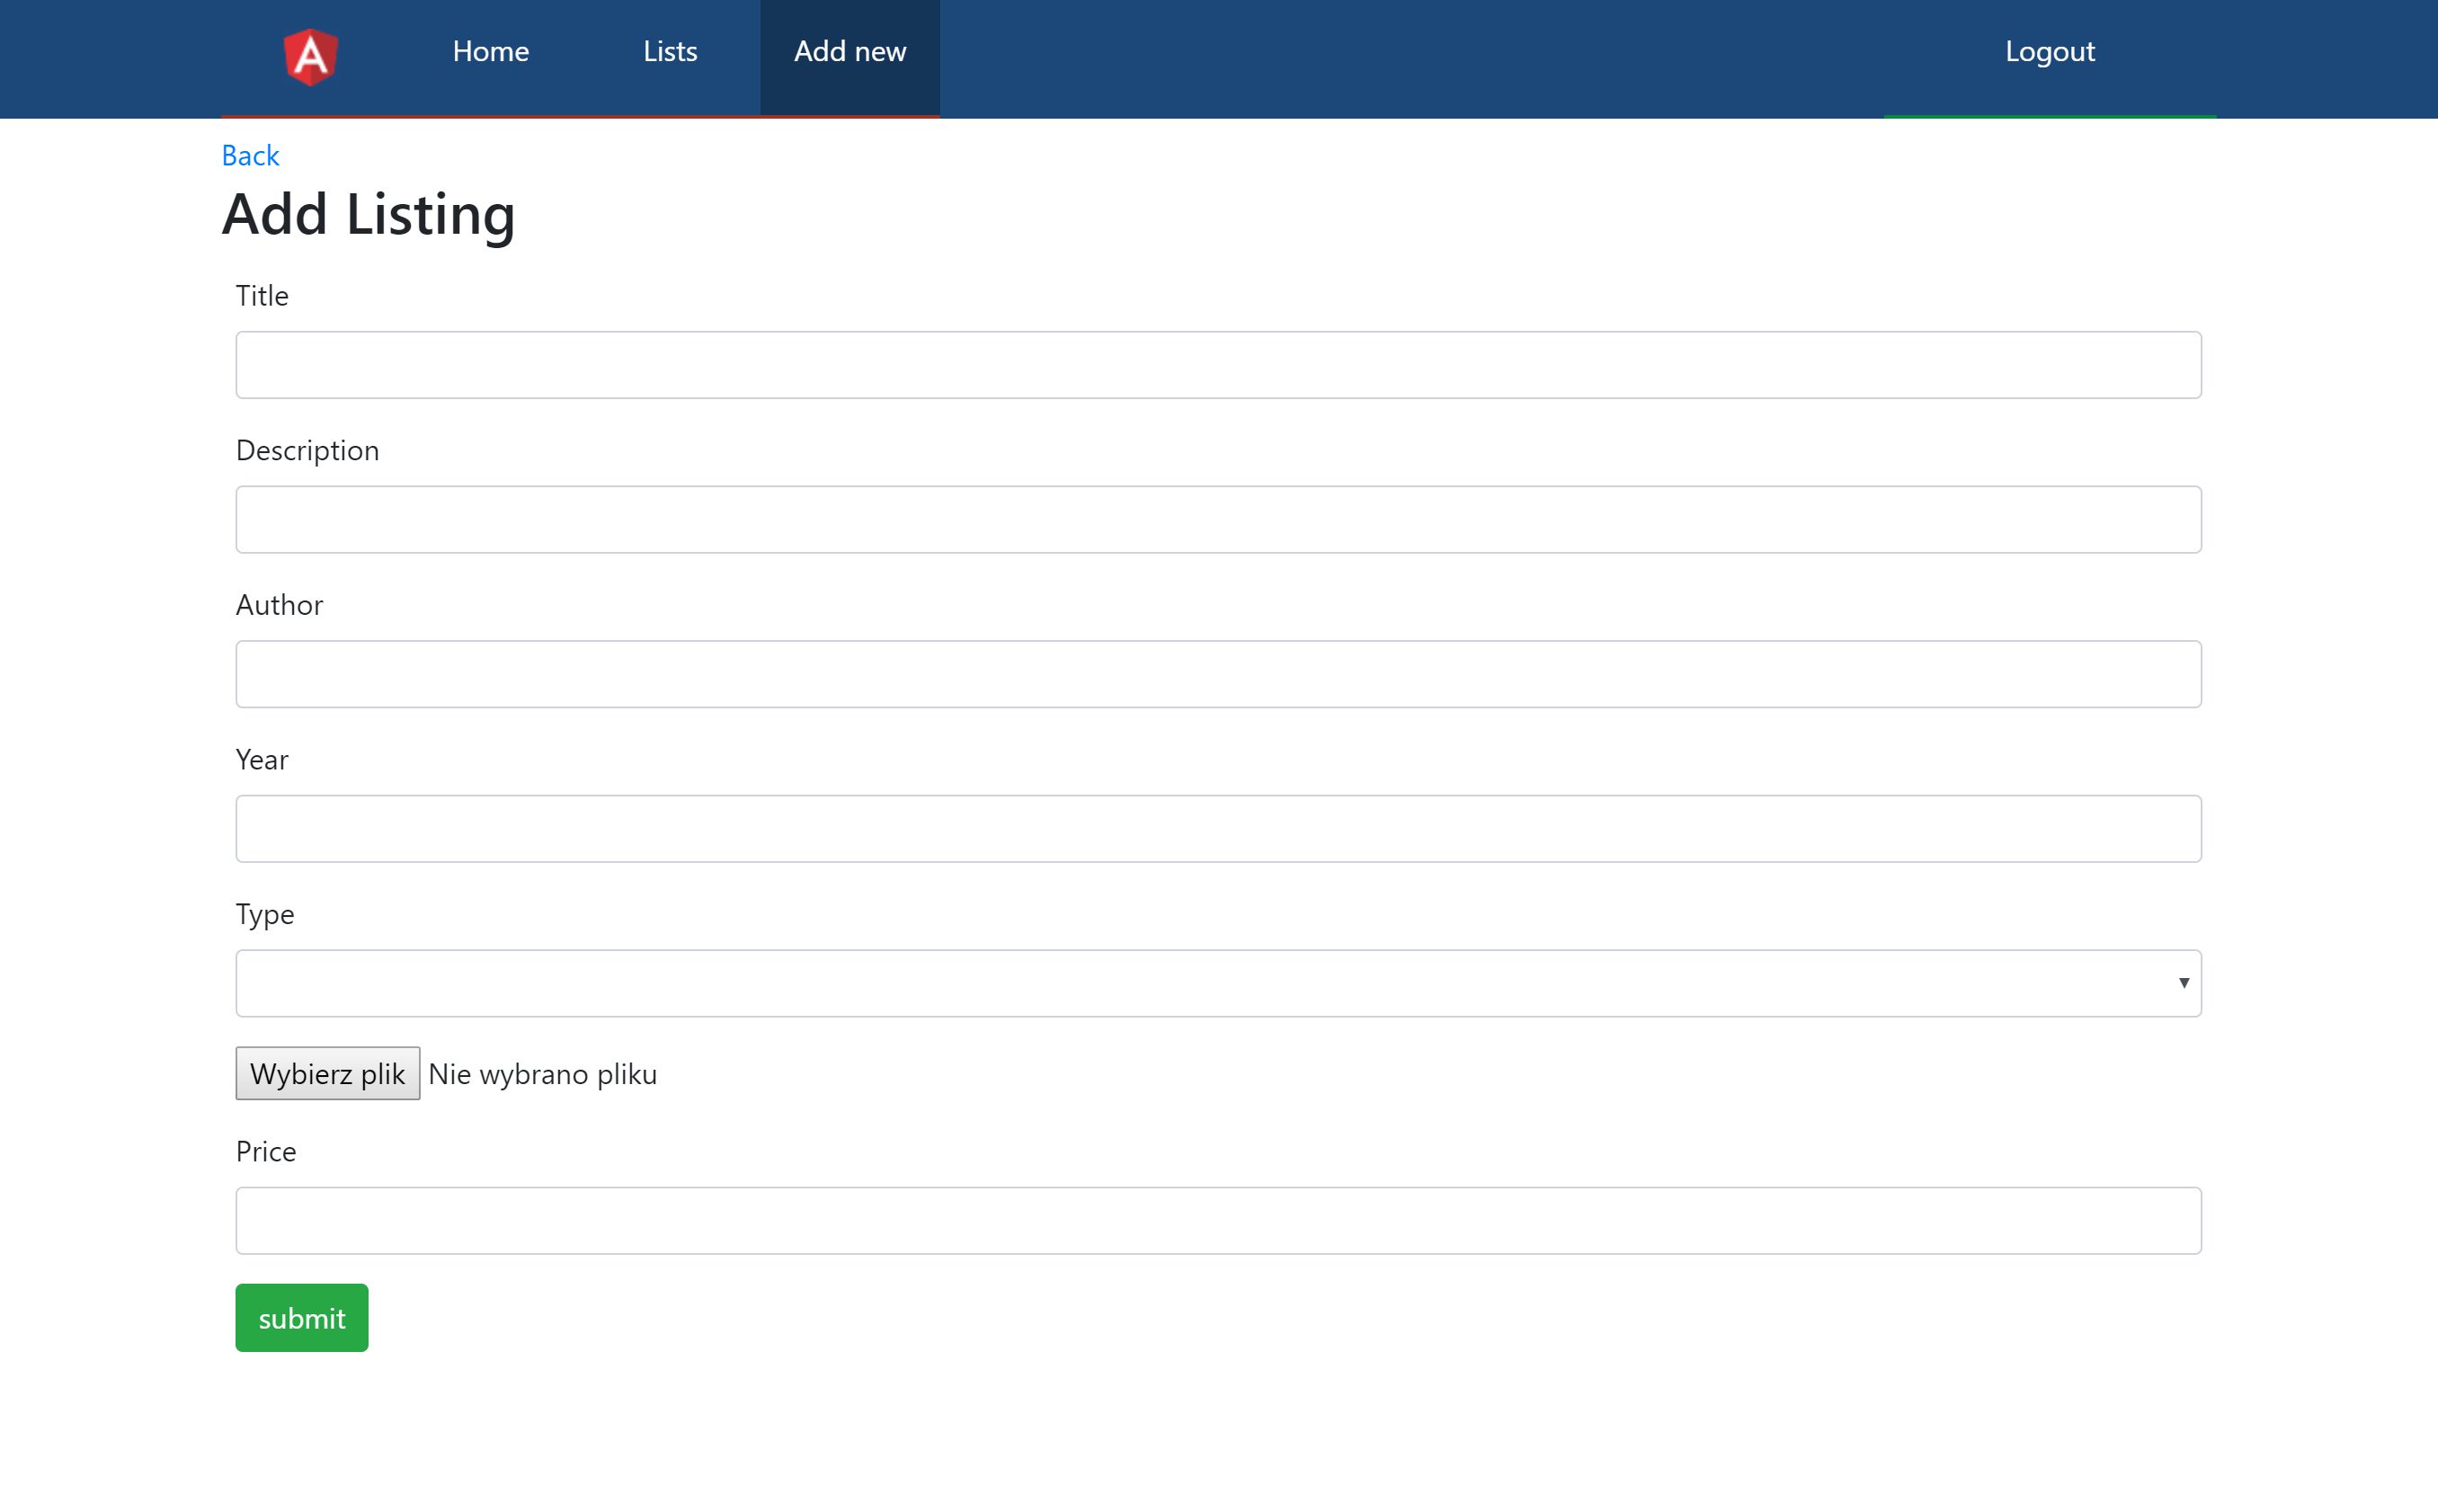 Home Lists Add new Logout
Back
Add Listing
Title
Description
Author
Year
Type
Wybierz plik Nie wybrano pliku
Price
submit